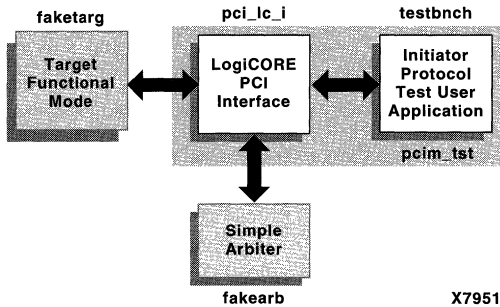 faketarg
pci_lc_i
testbnch
Target
Functional
Mode
LogiCORE
PCI
Interface
Initiator
Protocol
Test User
Application
pcim_tst
Simple
Arbiter
fakearb
X7951